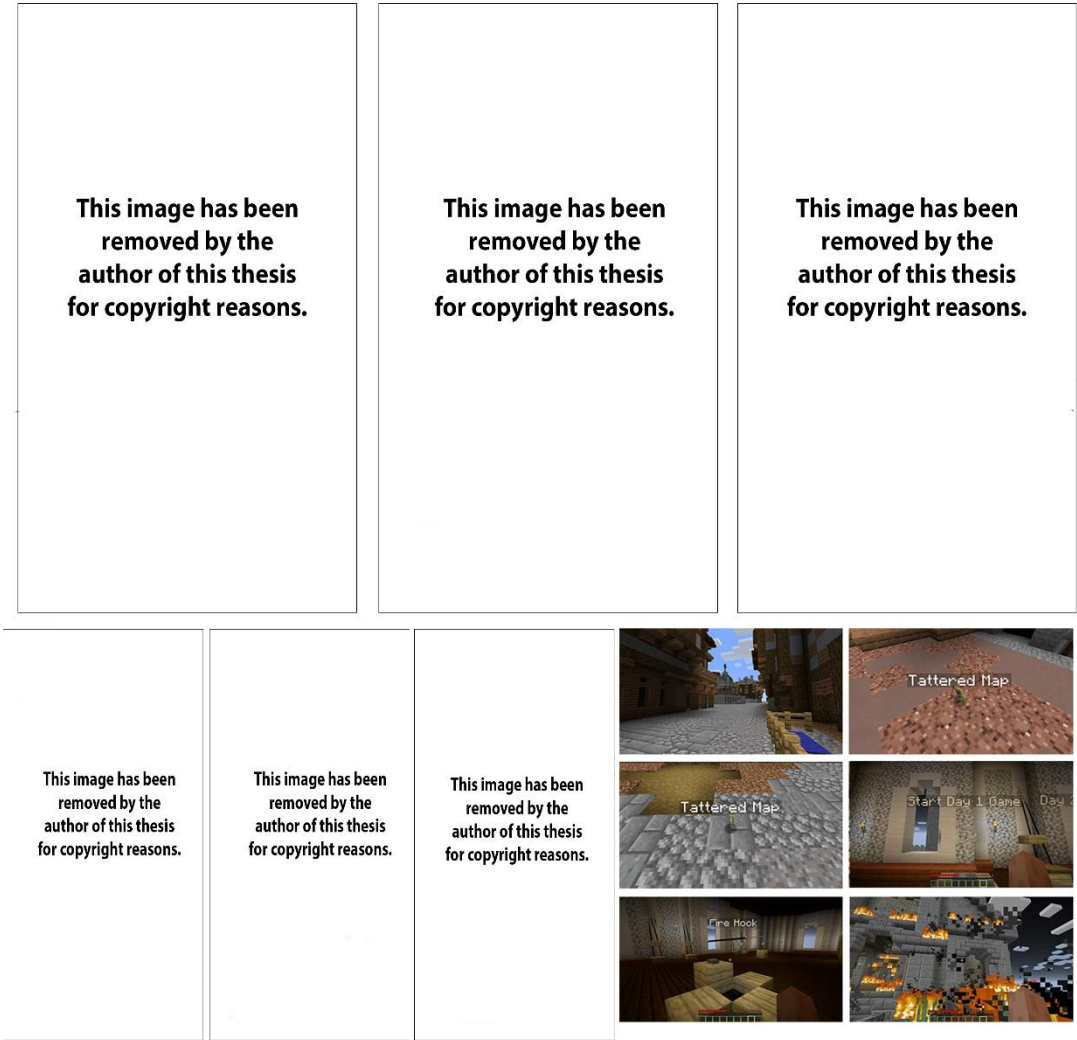 This image has been
removed by the
author of this thesis
for copyright reasons.
This image has been
removed by the
author of this thesis
for copyright reasons.
This image has been
removed by the
author of this thesis
for copyright reasons.
This image has been
removed by the
author of this thesis
for copyright reasons.
This image has been
removed by the
author of this thesis
for copyright reasons.
This image has been
removed by the
author of this thesis
for copyright reasons.
Tattered Map
Tattered Map
Start Day 1 Game
Day
Fire Hook